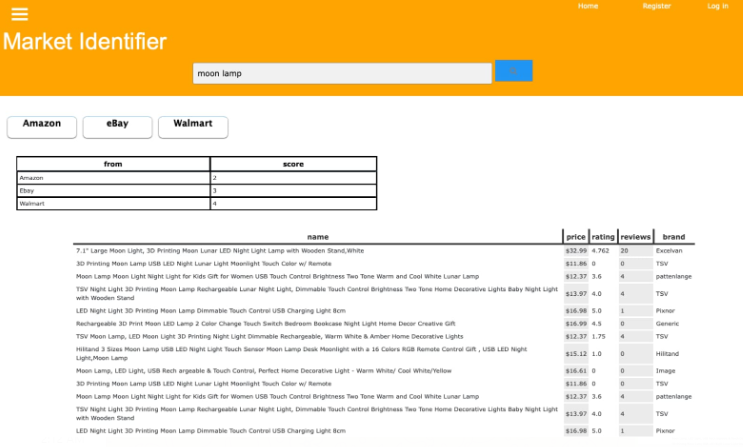 Home Register Log in
Market Identifier
moon lamp
Amazon eBay Walmart
from score
Amazon 2
Ebay 3
Walmart 4
name price rating reviews brand
7.1" Large Moon Light, 3D Printing Moon Lunar LED Night Light Lamp with Wooden Stand,White $32.99 4.762 20 Excelvan
3D Printing Moon Lamp USB LED Night Lunar Light Moonlight Touch Color w/ Remote $11.86 0 0 TSV
Moon Lamp Moon Light Night Light for Kids Gift for Women USB Touch Control Brightness Two Tone Warm and Cool White Lunar Lamp $12.37 3.6 4 pattenlange
TSV Night Light 3D Printing Moon Lamp Rechargeable Lunar Night Light, Dimmable Touch Control Brightness Two Tone Home Decorative Lights Baby Night Light
with Wooden Stand $13.97 4.0 4 TSV
LED Night Light 3D Printing Moon Lamp Dimmable Touch Control USB Charging Light 8cm $16.98 5.0 1 Pixnor
Rechargeable 3D Print Moon LED Lamp 2 Color Change Touch Switch Bedroom Bookcase Night Light Home Decor Creative Gift $16.99 4.5 0 Generic
TSV Moon Lamp, LED Moon Light 3D Printing Night Light Dimmable Rechargeable, Warm White & Amber Home Decorative Lights $12.37 1.75 4 TSV
Hilitand 3 Sizes Moon Lamp USB LED Night Light Touch Sensor Moon Lamp Desk Moonlight with a 16 Colors RGB Remote Control Gift , USB LED Night
Light,Moon Lamp $15.12 1.0 0 Hilitand
Moon Lamp, LED Light, USB Rech argeable & Touch Control, Perfect Home Decorative Light - Warm White/ Cool White/Yellow $16.61 0 0 Image
3D Printing Moon Lamp USB LED Night Lunar Light Moonlight Touch Color w/ Remote $11.86 0 0 TSV
Moon Lamp Moon Light Night Light for Kids Gift for Women USB Touch Control Brightness Two Tone Warm and Cool White Lunar Lamp $12.37 3.6 4 pattenlange
TSV Night Light 3D Printing Moon Lamp Rechargeable Lunar Night Light, Dimmable Touch Control Brightness Two Tone Home Decorative Lights Baby Night Light
with Wooden Stand $13.97 4.0 4 TSV
LED Night Light 3D Printing Moon Lamp Dimmable Touch Control USB Charging Light 8cm $16.98 5.0 1 Pixnor